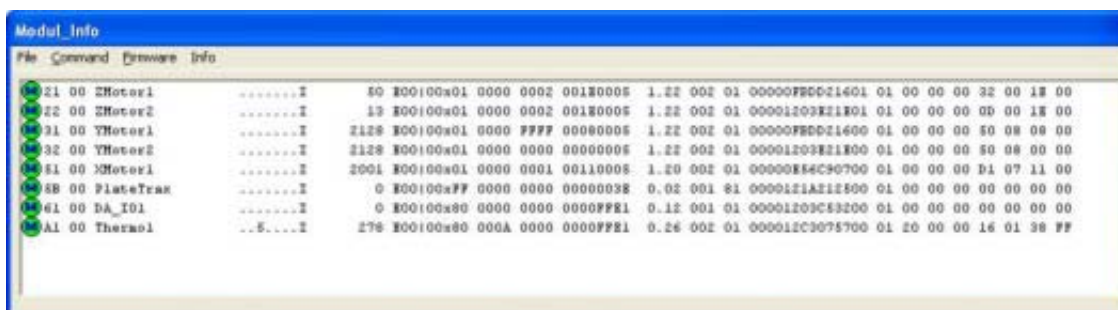 Modul_Info
File Command Firmware Info
21 00 ZMotor1 .......I 50 E00!00x01 0000 0002 001E0005 1.22 002 01 00000FBDD21601 01 00 00 00 32 00 1E 00
22 00 ZMotor2 .......I 13 E00!00x01 0000 0002 001E0005 1.22 002 01 00001203E21E01 01 00 00 00 0D 00 1E 00
31 00 YMotor1 .......I 2128 E00!00x01 0000 FFFF 00080005 1.22 002 01 00000FBDD21600 01 00 00 00 50 08 08 00
32 00 YMotor2 .......I 2128 E00!00x01 0000 0000 00000005 1.22 002 01 00001203E21E00 01 00 00 00 50 08 00 00
51 00 XMotor1 .......I 2001 E00!00x01 0000 0001 00110005 1.20 002 01 00000E56C90700 01 00 00 00 D1 07 11 00
5B 00 PlateTrax .......I 0 E00!00xFF 0000 0000 0000003B 0.02 001 81 0000121A212500 01 00 00 00 00 00 00 00
61 00 DA_IO1 .......I 0 E00!00x80 0000 0000 0000FFE1 0.12 001 01 00001203C53200 01 00 00 00 00 00 00 00
A1 00 Thermo1 ..S....I 278 E00!00x80 000A 0000 0000FFE1 0.26 002 01 000012C3075700 01 20 00 00 16 01 38 FF